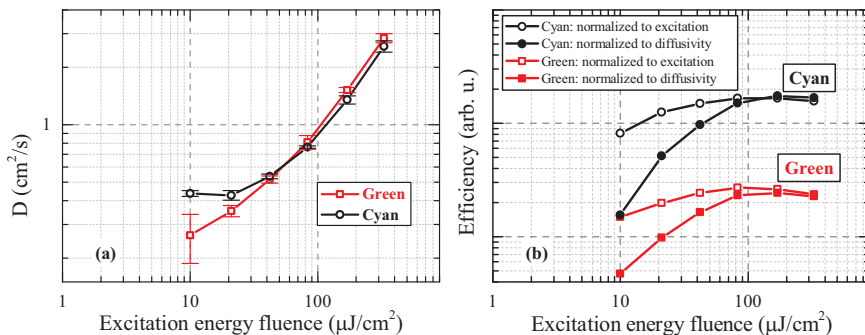 D (cm²/s)
1
Green
Cyan
(a)
1
10
100
Excitation energy fluence (µJ/cm²)
Efficiency (arb. u.)
Cyan: normalized to excitation
Cyan: normalized to diffusivity
Green: normalized to excitation
Green: normalized to diffusivity
Cyan
Green
(b)
1
10
100
Excitation energy fluence (µJ/cm²)